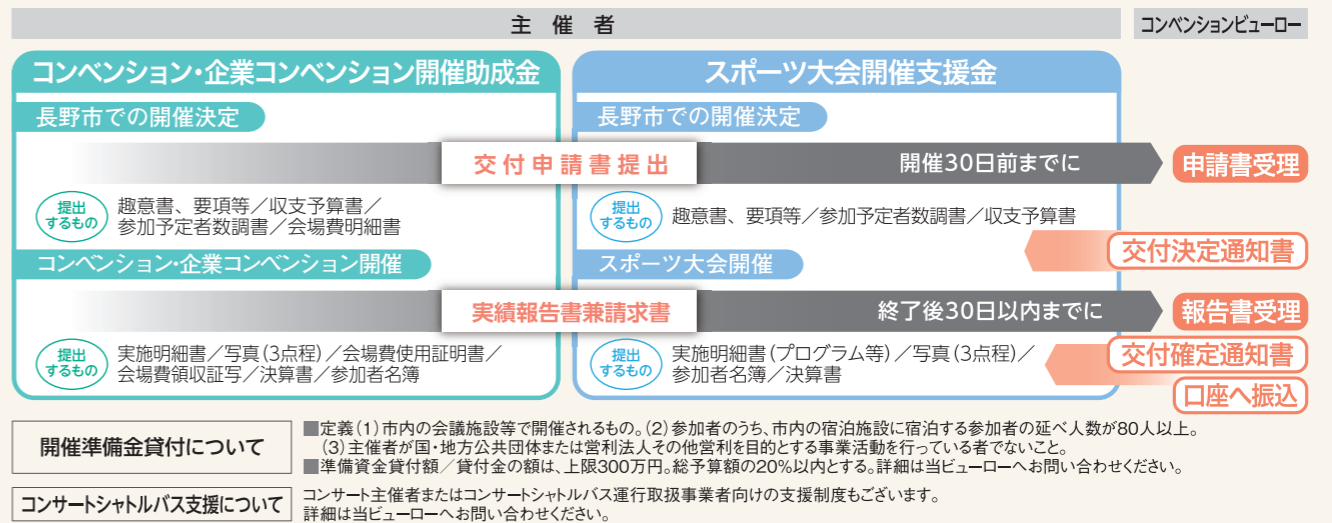 主催者
コンベンションビューロー
コンベンション・企業コンベンション開催助成金
長野市での開催決定
スポーツ大会開催支援金
長野市での開催決定
交付申請書提出
開催30日前までに
申請書受理
提出
するもの
趣意書、要項等／収支予算書／
参加予定者数調書／会場費明細書
提出
するもの
趣意書、要項等／参加予定者数調書／収支予算書
交付決定通知書
コンベンション・企業コンベンション開催
スポーツ大会開催
実績報告書兼請求書
終了後30日以内までに
報告書受理
提出
するもの
実施明細書／写真(3点程)／会場費使用証明書／
会場費領収証写／決算書／参加者名簿
提出
するもの
実施明細書(プログラム等)／写真(3点程)／
参加者名簿／決算書
交付確定通知書
口座へ振込
開催準備金貸付について
■定義(1)市内の会議施設等で開催されるもの。(2)参加者のうち、市内の宿泊施設に宿泊する参加者の延べ人数が80人以上。
(3)主催者が国・地方公共団体または営利法人その他営利を目的とする事業活動を行っている者でないこと。
■準備資金貸付額／貸付金の額は、上限300万円。総予算額の20%以内とする。詳細は当ビューローへお問い合わせください。
コンサートシャトルバス支援について
コンサート主催者またはコンサートシャトルバス運行取扱事業者向けの支援制度もございます。
詳細は当ビューローへお問い合わせください。